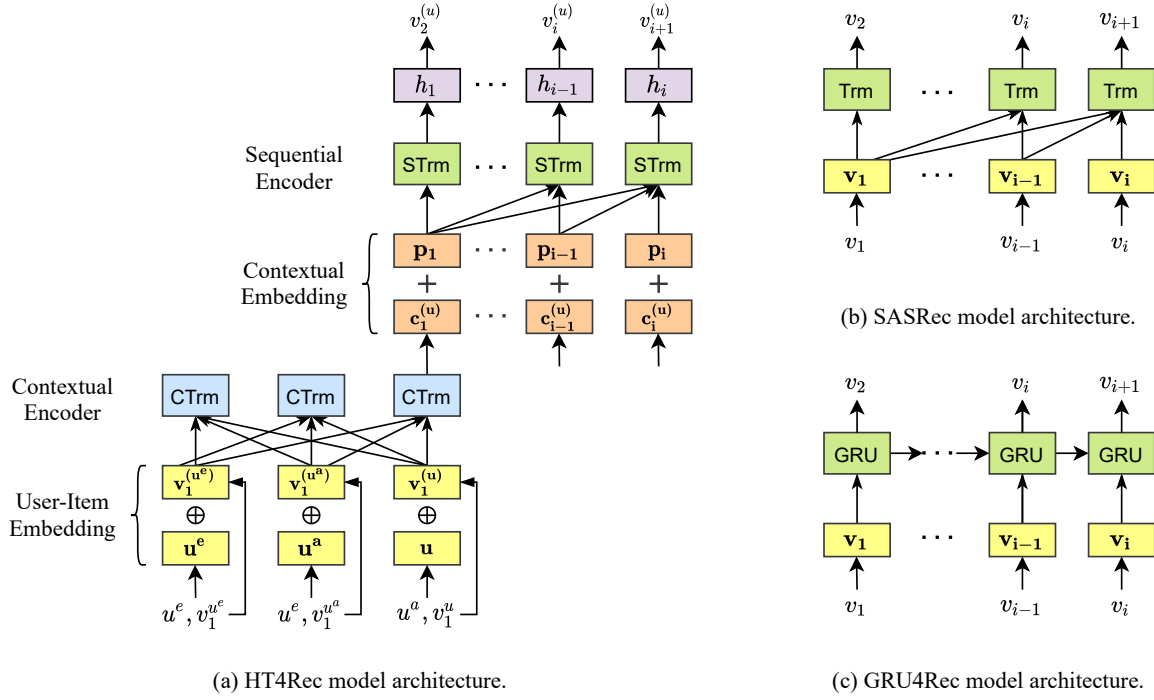 v_2^{(u)} v_i^{(u)} v_{i+1}^{(u)}
h_1 ··· h_{i-1} h_i
Sequential
Encoder
STrm ··· STrm STrm
Contextual
Embedding
p_1 ··· p_{i-1} p_i
+ + +
c_1^{(u)} ··· c_{i-1}^{(u)} c_i^{(u)}
Contextual
Encoder
CTrm CTrm CTrm
User-Item
Embedding
v_1^{(u^e)} v_1^{(u^a)} v_1^{(u)}
⊕ ⊕ ⊕
u^e u^a u
u^e, v_1^{u^e} u^e, v_1^{u^a} u^a, v_1^u
(a) HT4Rec model architecture.
v_2 v_i v_{i+1}
Trm ··· Trm Trm
v_1 ··· v_{i-1} v_i
v_1 v_{i-1} v_i
(b) SASRec model architecture.
v_2 v_i v_{i+1}
GRU ··· GRU GRU
v_1 ··· v_{i-1} v_i
v_1 v_{i-1} v_i
(c) GRU4Rec model architecture.